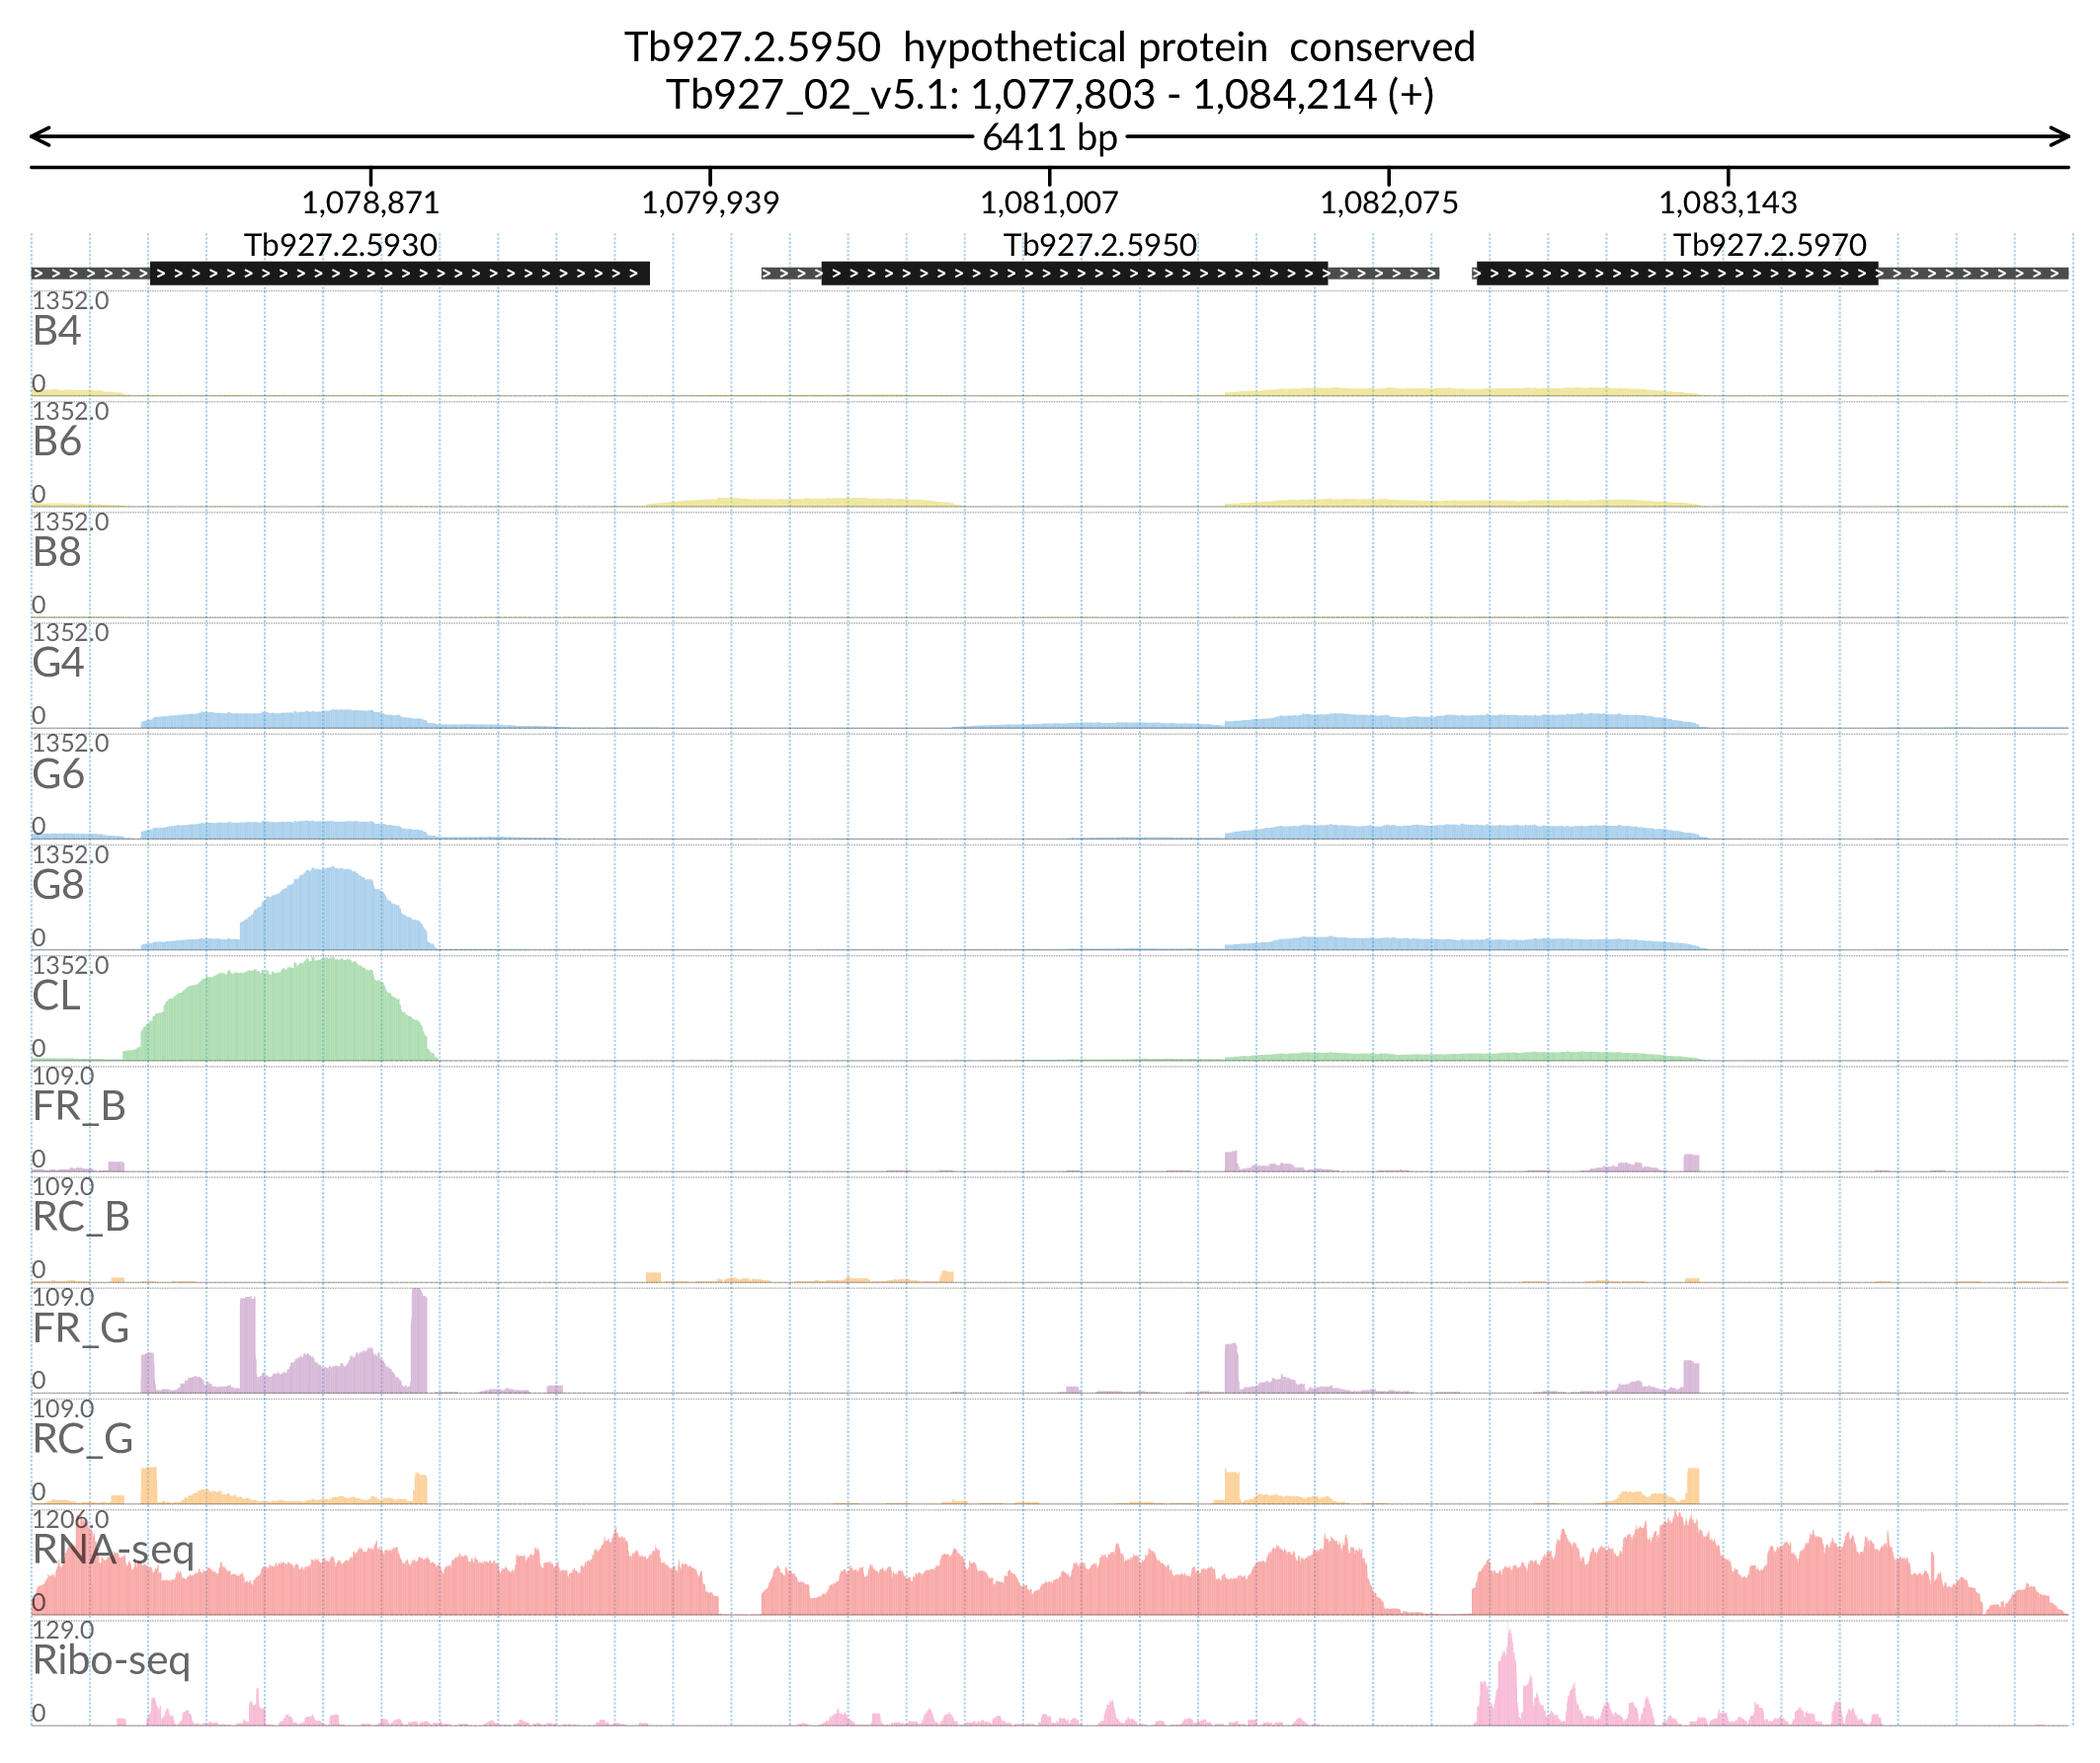 Tb927.2.5950 hypothetical protein conserved
Tb927_02_v5.1: 1,077,803 - 1,084,214 (+)
6411 bp
1,078,871 1,079,939 1,081,007 1,082,075 1,083,143
Tb927.2.5930 Tb927.2.5950 Tb927.2.5970
1352.0
B4
0
1352.0
B6
0
1352.0
B8
0
1352.0
G4
0
1352.0
G6
0
1352.0
G8
0
1352.0
CL
0
109.0
FR_B
0
109.0
RC_B
0
109.0
FR_G
0
109.0
RC_G
0
1206.0
RNA-seq
0
129.0
Ribo-seq
0